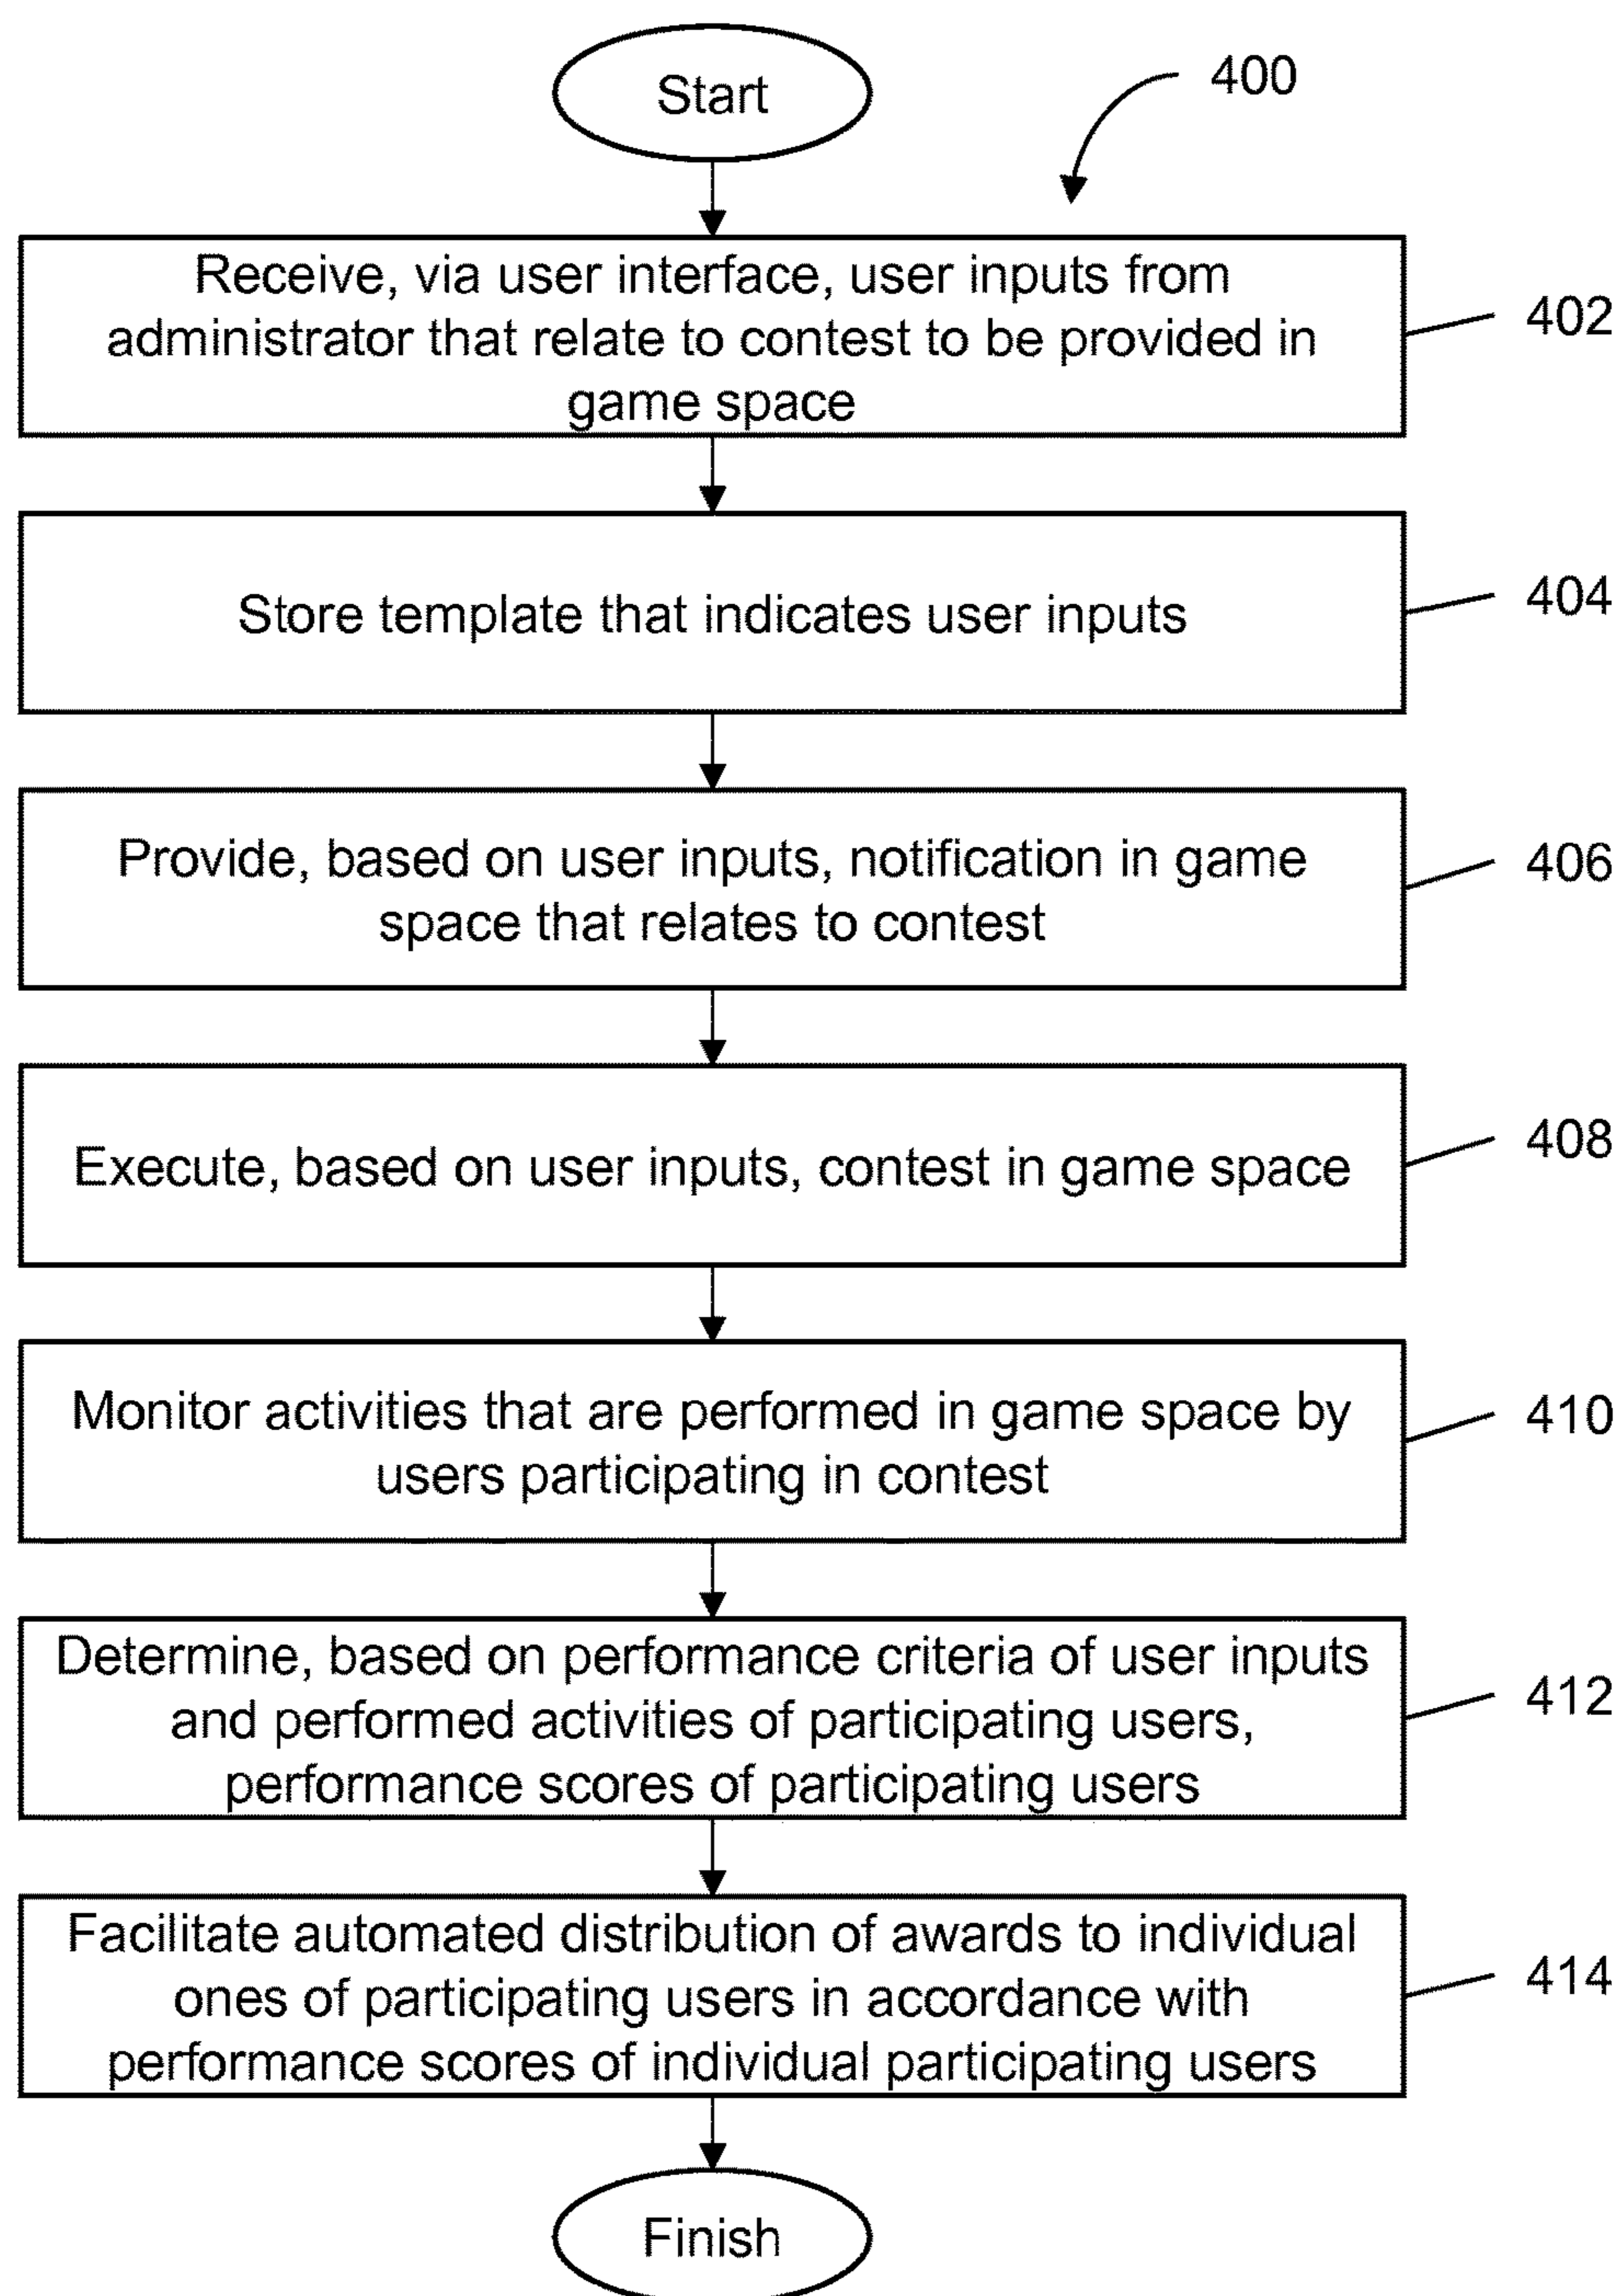 Start
400
Receive, via user interface, user inputs from
administrator that relate to contest to be provided in
game space
402
Store template that indicates user inputs
404
Provide, based on user inputs, notification in game
space that relates to contest
406
Execute, based on user inputs, contest in game space
408
Monitor activities that are performed in game space by
users participating in contest
410
Determine, based on performance criteria of user inputs
and performed activities of participating users,
performance scores of participating users
412
Facilitate automated distribution of awards to individual
ones of participating users in accordance with
performance scores of individual participating users
414
Finish